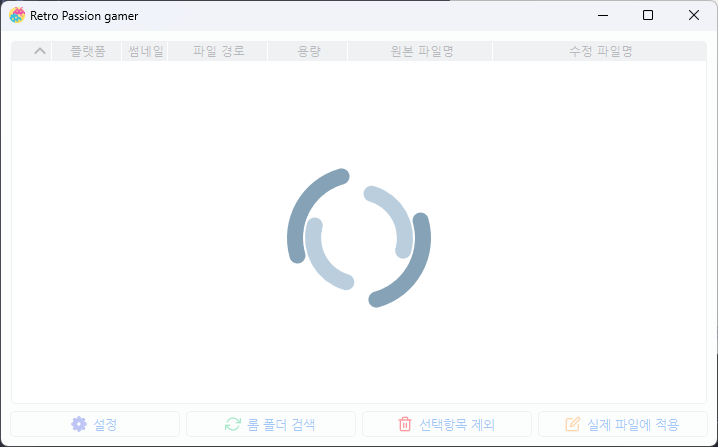 Retro Passion gamer
플랫폼 썸네일 파일 경로 용량 원본 파일명 수정 파일명
설정 롬 폴더 검색 선택항목 제외 실제 파일에 적용